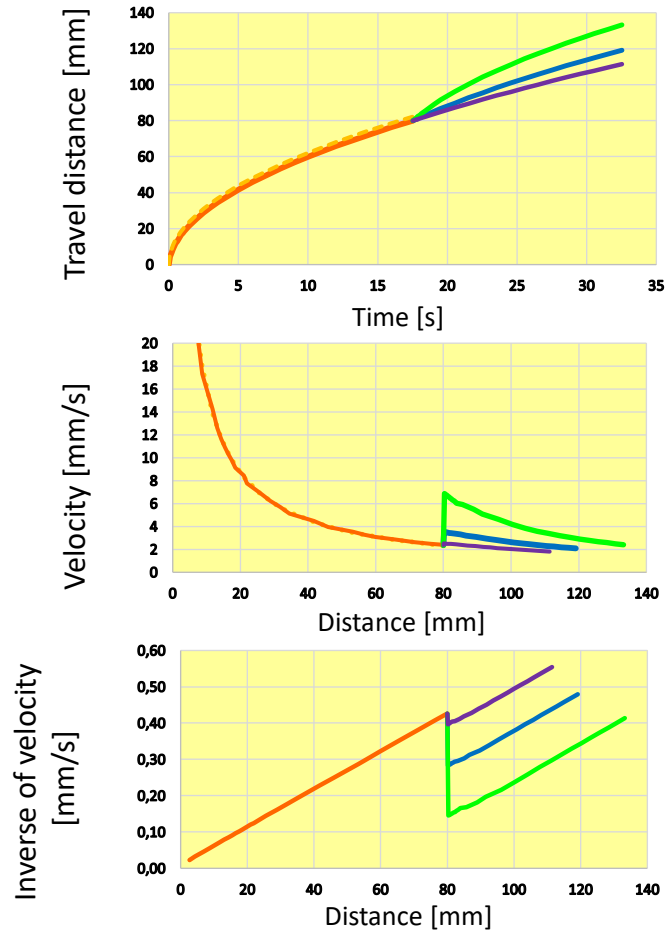 Travel distance [mm]
140
120
100
80
60
40
20
0
0 5 10 15 20 25 30 35
Time [s]
Velocity [mm/s]
20
18
16
14
12
10
8
6
4
2
0
0 20 40 60 80 100 120 140
Distance [mm]
Inverse of velocity
[mm/s]
0,60
0,50
0,40
0,30
0,20
0,10
0,00
0 20 40 60 80 100 120 140
Distance [mm]